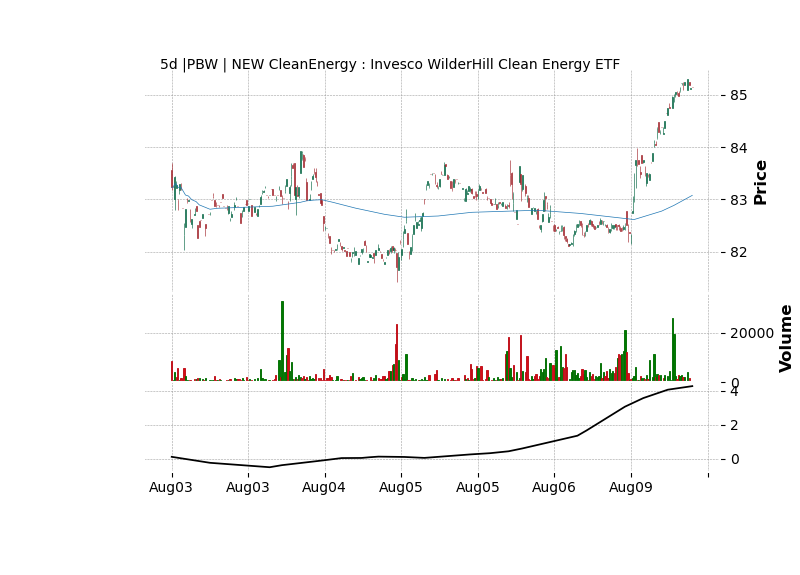 5d |PBW | NEW CleanEnergy : Invesco WilderHill Clean Energy ETF
85
84
83
82
Price
20000
0
Volume
4
2
0
Aug03 Aug03 Aug04 Aug05 Aug05 Aug06 Aug09